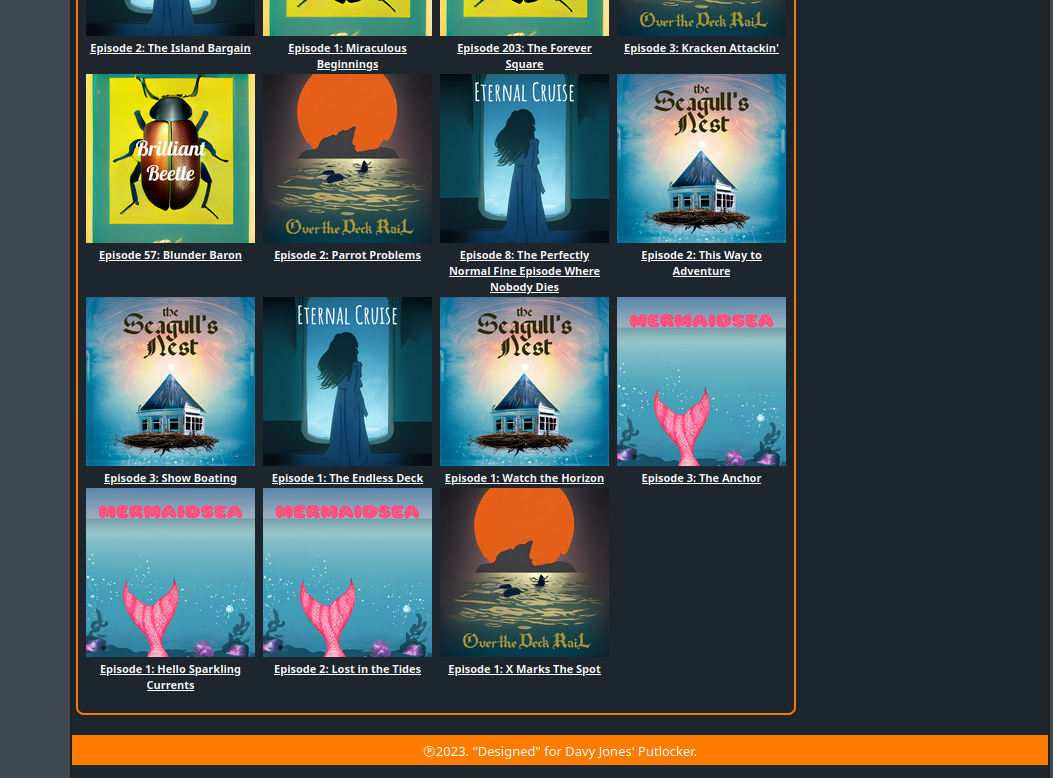 Over the Deck Rail
Episode 2: The Island Bargain
Episode 1: Miraculous
Beginnings
Episode 203: The Forever
Square
Episode 3: Kracken Attackin'
Brilliant
Beetle
Over the Deck Rail
Eternal Cruise
the
Seagull's
Nest
Episode 57: Blunder Baron
Episode 2: Parrot Problems
Episode 8: The Perfectly
Normal Fine Episode Where
Nobody Dies
Episode 2: This Way to
Adventure
the
Seagull's
Nest
Eternal Cruise
the
Seagull's
Nest
MERMAIDSEA
Episode 3: Show Boating
Episode 1: The Endless Deck
Episode 1: Watch the Horizon
Episode 3: The Anchor
MERMAIDSEA
MERMAIDSEA
Over the Deck Rail
Episode 1: Hello Sparkling
Currents
Episode 2: Lost in the Tides
Episode 1: X Marks The Spot
℗2023. "Designed" for Davy Jones' Putlocker.